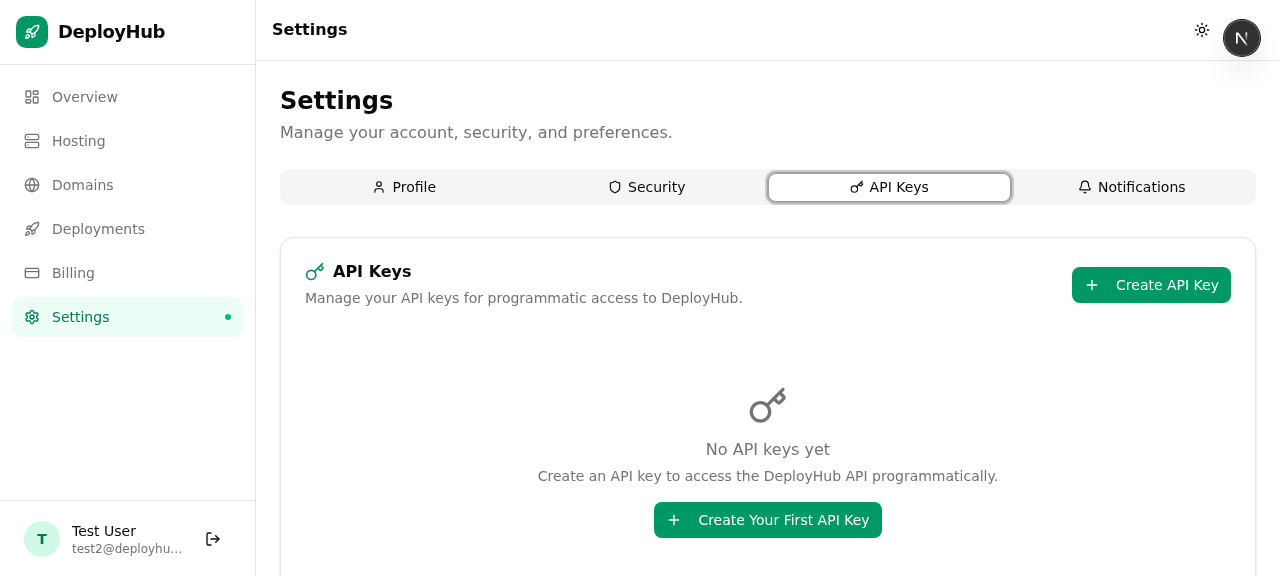 DeployHub
Settings
Overview
Hosting
Domains
Deployments
Billing
Settings
Settings
Manage your account, security, and preferences.
Profile
Security
API Keys
Notifications
API Keys
Manage your API keys for programmatic access to DeployHub.
Create API Key
No API keys yet
Create an API key to access the DeployHub API programmatically.
Create Your First API Key
T
Test User
test2@deployhu...
N